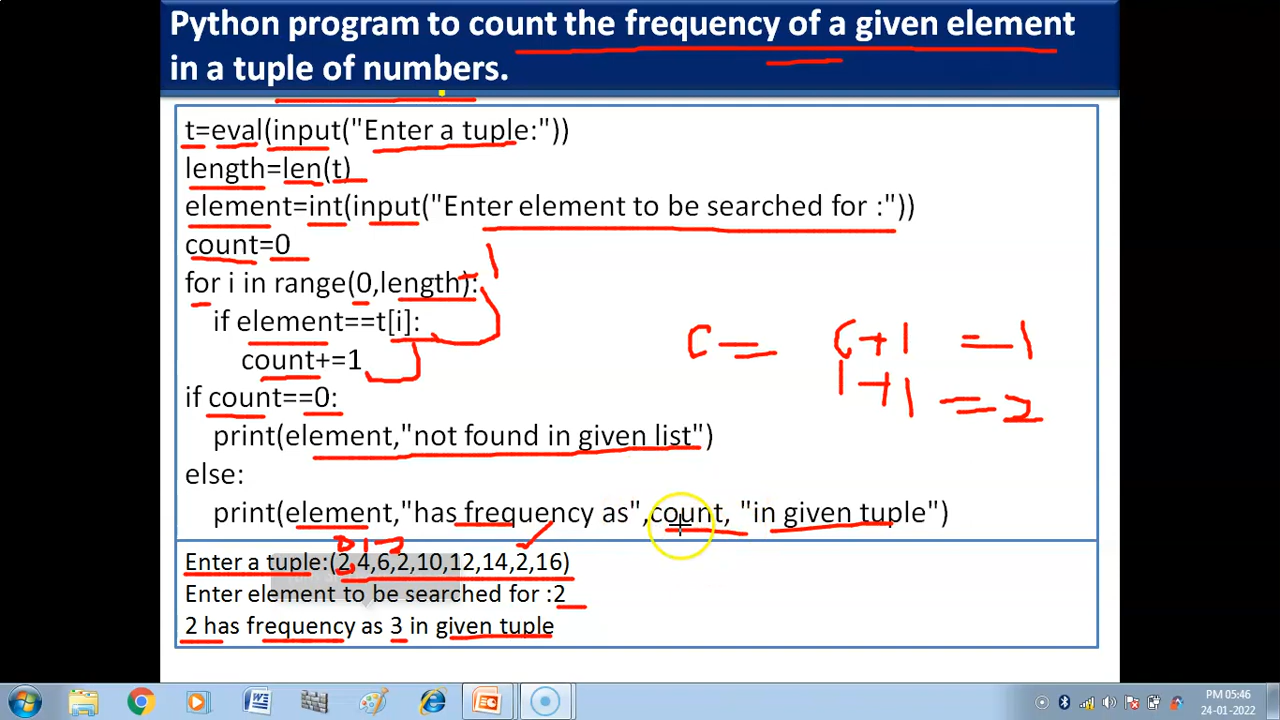 Python program to count the frequency of a given element
in a tuple of numbers.
t=eval(input("Enter a tuple:"))
length=len(t)
element=int(input("Enter element to be searched for :"))
count=0
1
for i in range(0,length):
if element==t[i]:
c = c+1 =1
count+=1
1+1 =2
if count==0:
print(element,"not found in given list")
else:
print(element,"has frequency as",count, "in given tuple")
0 1 2
Enter a tuple:(2,4,6,2,10,12,14,2,16)
Enter element to be searched for :2
2 has frequency as 3 in given tuple
PM 05:46
24-01-2022